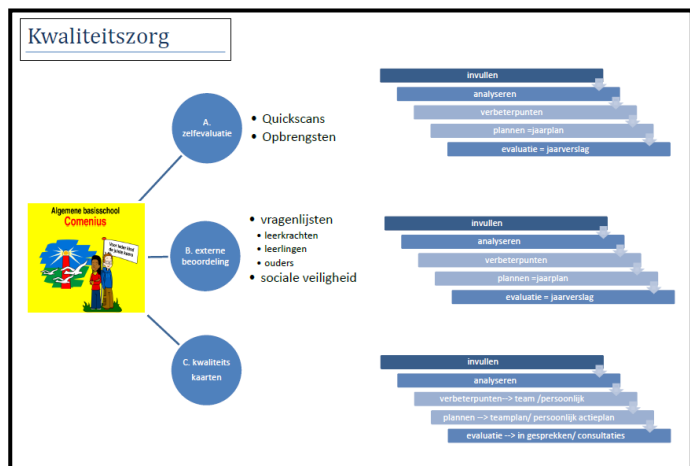 Kwaliteitszorg
A.
zelfevaluatie
• Quickscans
• Opbrengsten
invullen
analyseren
verbeterpunten
plannen =jaarplan
evaluatie = jaarverslag
Algemene basisschool
Comenius
B. externe
beoordeling
• vragenlijsten
• leerkrachten
• leerlingen
• ouders
• sociale veiligheid
invullen
analyseren
verbeterpunten
plannen =jaarplan
evaluatie = jaarverslag
C. kwaliteits
kaarten
invullen
analyseren
verbeterpunten--> team /persoonlijk
plannen --> teamplan/ persoonlijk actieplan
evaluatie --> in gesprekken/ consultaties